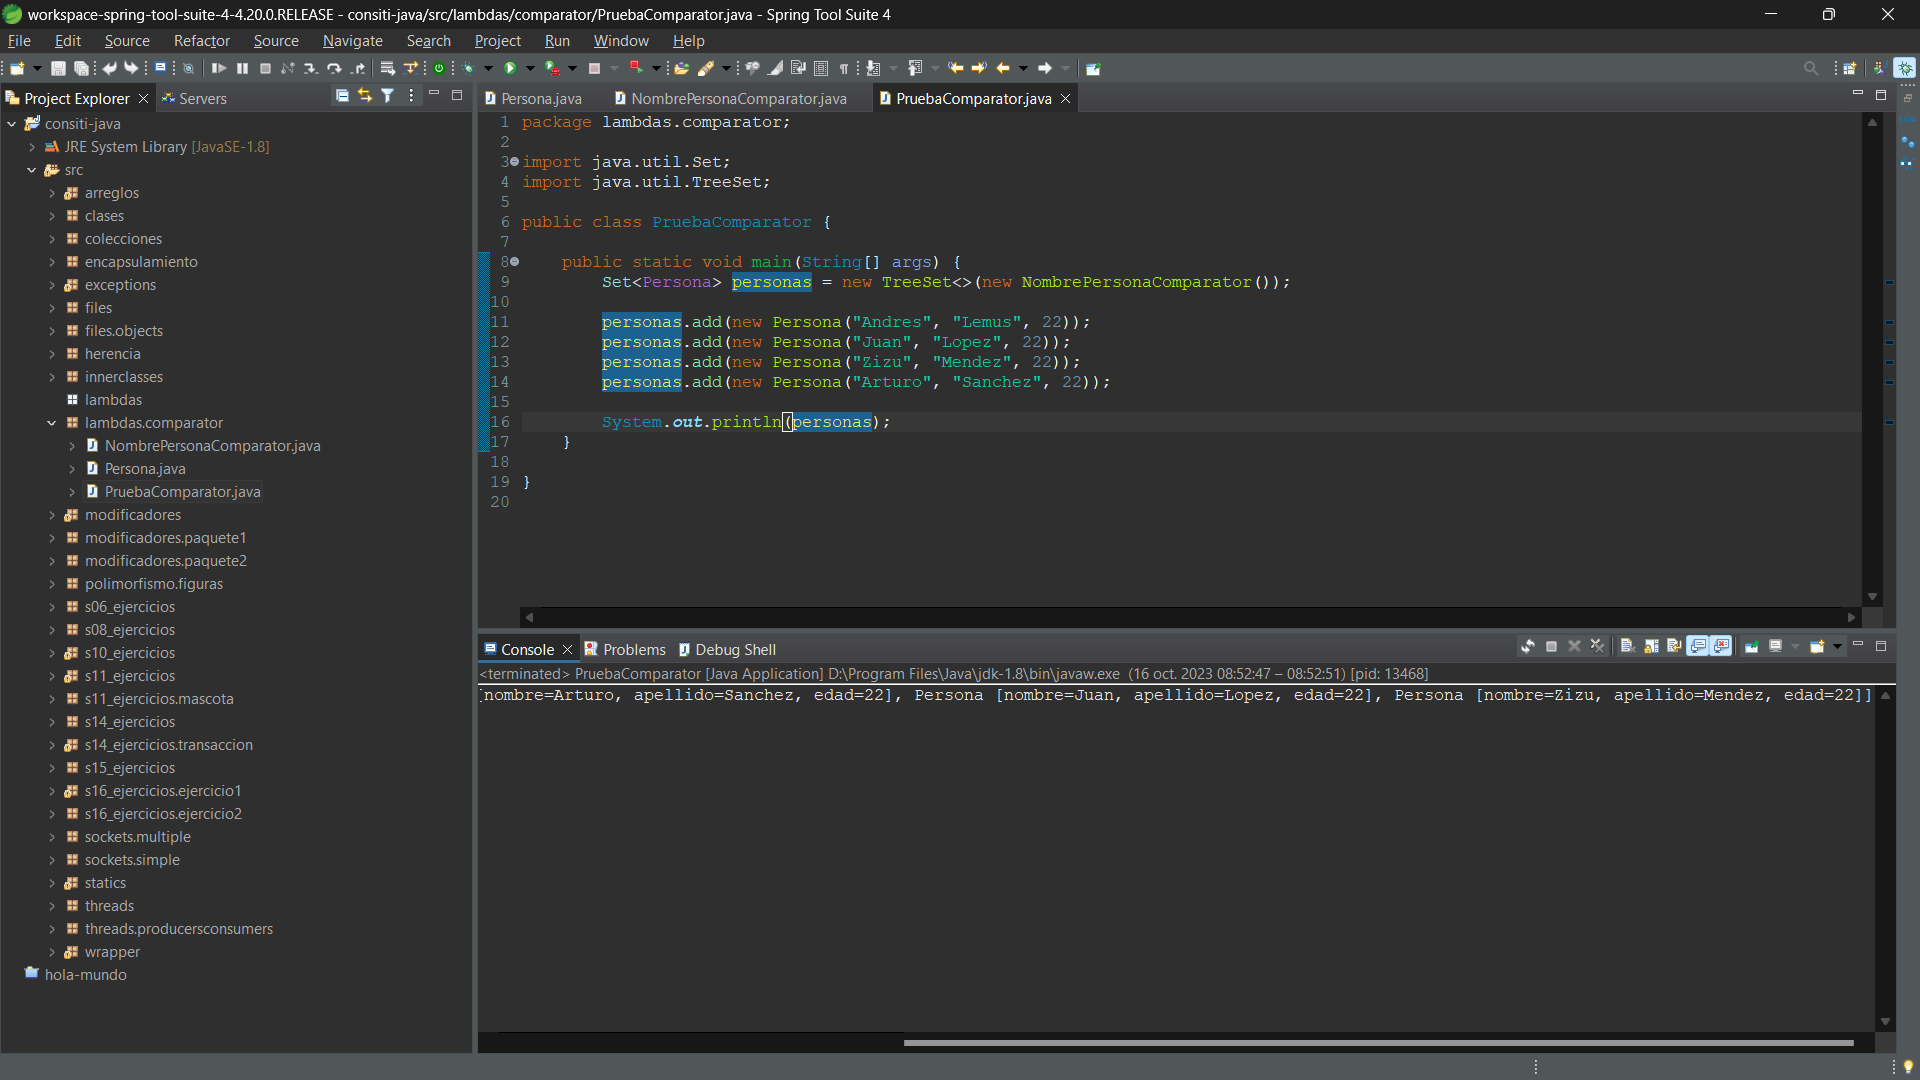 workspace-spring-tool-suite-4-4.20.0.RELEASE - consiti-java/src/lambdas/comparator/PruebaComparator.java - Spring Tool Suite 4
File Edit Source Refactor Source Navigate Search Project Run Window Help
Project Explorer Servers
consiti-java
JRE System Library [JavaSE-1.8]
src
arreglos
clases
colecciones
encapsulamiento
exceptions
files
files.objects
herencia
innerclasses
lambdas
lambdas.comparator
NombrePersonaComparator.java
Persona.java
PruebaComparator.java
modificadores
modificadores.paquete1
modificadores.paquete2
polimorfismo.figuras
s06_ejercicios
s08_ejercicios
s10_ejercicios
s11_ejercicios
s11_ejercicios.mascota
s14_ejercicios
s14_ejercicios.transaccion
s15_ejercicios
s16_ejercicios.ejercicio1
s16_ejercicios.ejercicio2
sockets.multiple
sockets.simple
statics
threads
threads.producersconsumers
wrapper
hola-mundo
Persona.java NombrePersonaComparator.java PruebaComparator.java
1 package lambdas.comparator;
2
3 import java.util.Set;
4 import java.util.TreeSet;
5
6 public class PruebaComparator {
7
8 public static void main(String[] args) {
9 Set<Persona> personas = new TreeSet<>(new NombrePersonaComparator());
10
11 personas.add(new Persona("Andres", "Lemus", 22));
12 personas.add(new Persona("Juan", "Lopez", 22));
13 personas.add(new Persona("Zizu", "Mendez", 22));
14 personas.add(new Persona("Arturo", "Sanchez", 22));
15
16 System.out.println(personas);
17 }
18
19 }
20
Console Problems Debug Shell
<terminated> PruebaComparator [Java Application] D:\Program Files\Java\jdk-1.8\bin\javaw.exe (16 oct. 2023 08:52:47 – 08:52:51) [pid: 13468]
[nombre=Arturo, apellido=Sanchez, edad=22], Persona [nombre=Juan, apellido=Lopez, edad=22], Persona [nombre=Zizu, apellido=Mendez, edad=22]]